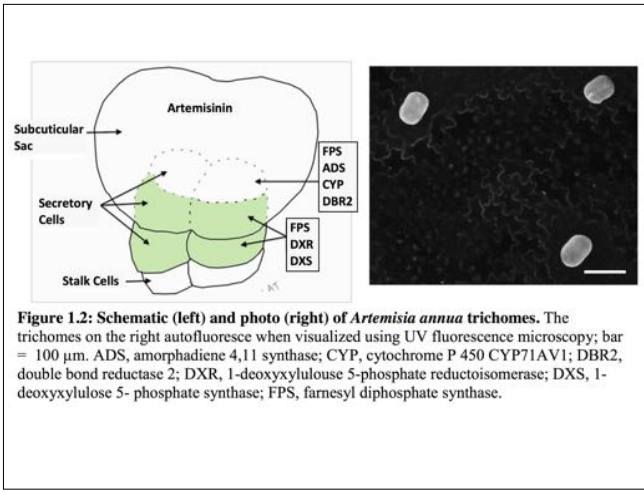 Artemisinin
Subcuticular
Sac
FPS
ADS
CYP
DBR2
Secretory
Cells
FPS
DXR
DXS
Stalk Cells
AT
Figure 1.2: Schematic (left) and photo (right) of Artemisia annua trichomes. The
trichomes on the right autofluoresce when visualized using UV fluorescence microscopy; bar
= 100 µm. ADS, amorphadiene 4,11 synthase; CYP, cytochrome P 450 CYP71AV1; DBR2,
double bond reductase 2; DXR, 1-deoxyxylulouse 5-phosphate reductoisomerase; DXS, 1-
deoxyxylulose 5- phosphate synthase; FPS, farnesyl diphosphate synthase.